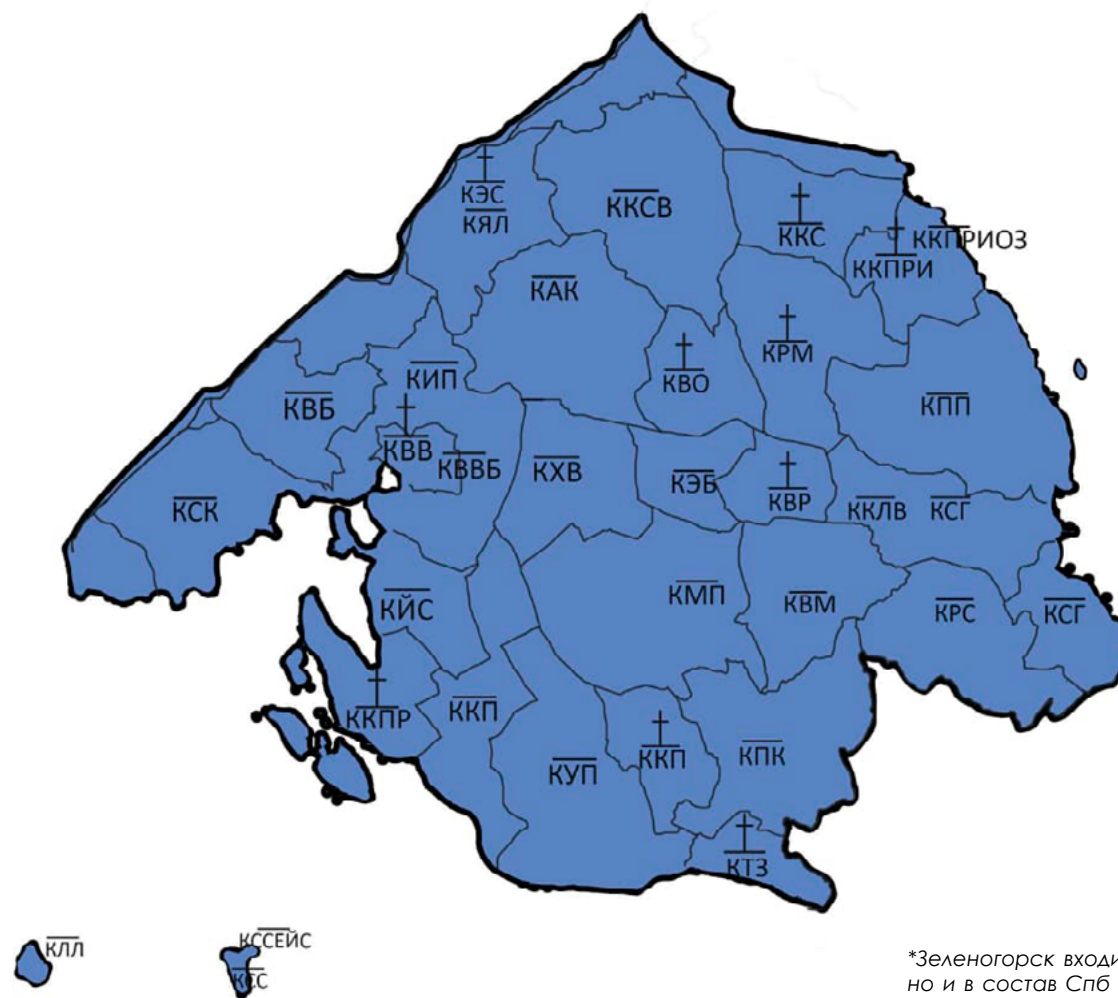 КЭС
КЯЛ
ККСВ
ККС
ККПРИОЗ
ККПРИ
КАК
КРМ
КВО
КИП
КВБ
КПП
КВВ
КВВБ
КХВ
КЭБ
КВР
ККЛВ
КСГ
КСК
КЙС
КМП
КВМ
КРС
КСГ
ККПР
ККП
КУП
ККП
КПК
КТЗ
КЛЛ
КССЕЙС
КСС
*Зеленогорск входи
но и в состав Спб